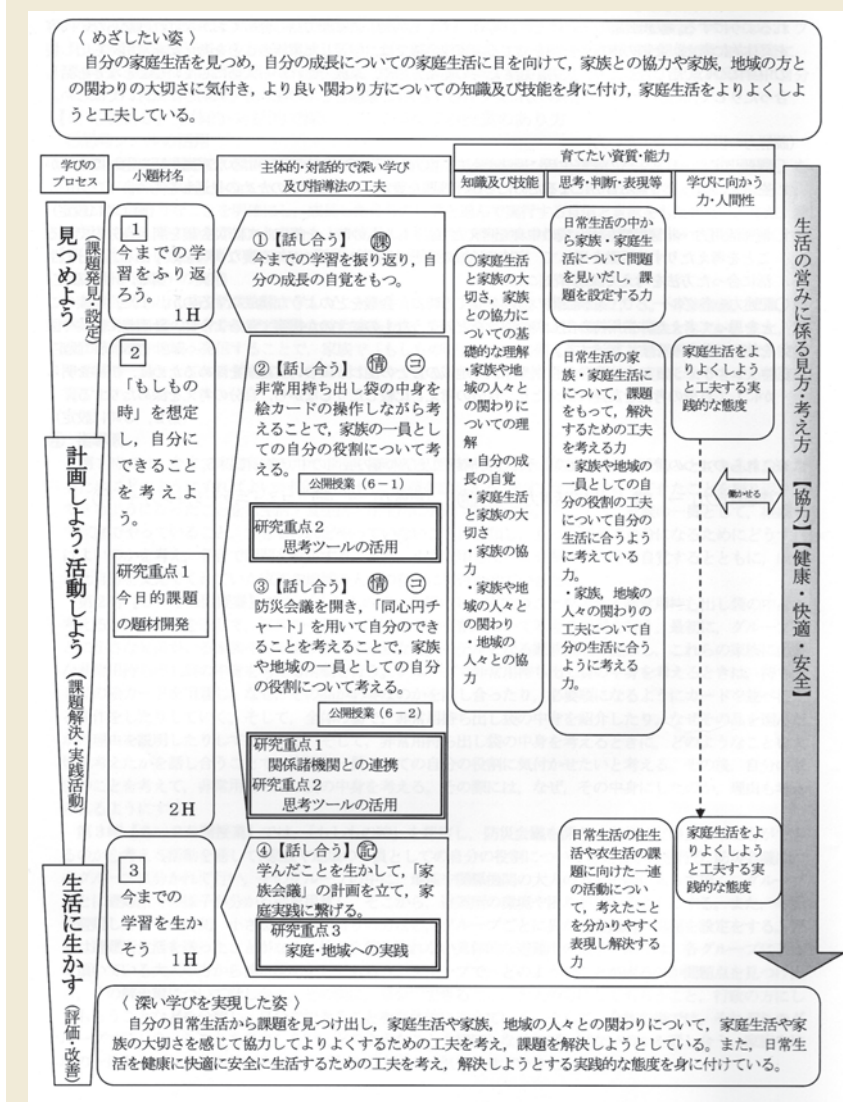 〈 めざしたい姿 〉
自分の家庭生活を見つめ，自分の成長についての家庭生活に目を向けて，家族との協力や家族，地域の方と
の関わりの大切さに気付き，より良い関わり方についての知識及び技能を身に付け，家庭生活をよりよくしよ
うと工夫している。
学びの
プロセス
小題材名
主体的・対話的で深い学び
及び指導法の工夫
育てたい資質・能力
知識及び技能
思考・判断・表現等
学びに向かう
力・人間性
見つめよう
（課題発見・設定）
計画しよう・活動しよう
（課題解決・実践活動）
生活に生かす
（評価・改善）
1
今までの学
習をふり返
ろう。
1H
2
「もしもの
時」を想定
し，自分に
できること
を考えよ
う。
研究重点１
今日的課題
の題材開発
2H
3
今までの
学習を生か
そう
1H
①【話し合う】 ㋕課
今までの学習を振り返り，自
分の成長の自覚をもつ。
②【話し合う】 情 コ
非常用持ち出し袋の中身を
絵カードの操作しながら考
えることで，家族の一員とし
ての自分の役割について考
える。
公開授業（６－１）
研究重点２
思考ツールの活用
③【話し合う】 情 コ
防災会議を開き，「同心円チ
ャート」を用いて自分のでき
ることを考えることで，家族
や地域の一員としての自分
の役割について考える。
公開授業（６－２）
研究重点１
関係諸機関との連携
研究重点２
思考ツールの活用
④【話し合う】 記
学んだことを生かして，「家
族会議」の計画を立て，家
庭実践に繋げる。
研究重点３
家庭・地域への実践
○家庭生活
と家族の大
切さ，家族
との協力に
ついての基
礎的な理解
・家族や地
域の人々と
の関わりに
ついての理
解
・自分の成
長の自覚
・家庭生活
と家族の大
切さ
・家族の協
力
・家族や地
域の人々と
の関わり
・地域の
人々との協
力
日常生活の中か
ら家族・家庭生
活について問題
を見いだし，課
題を設定する力
日常生活の家
族・家庭生活に
について，課題
をもって，解決
するための工夫
を考える力
・家族や地域の
一員としての自
分の役割の工夫
について自分の
生活に合うよう
に考えている
力。
・家族，地域の
人々の関わりの
工夫について自
分の生活に合う
ように考える
力。
日常生活の住生
活や衣生活の課
題に向けた一連
の活動につい
て，考えたこと
を分かりやすく
表現し解決する
力
家庭生活をよ
りよくしよう
と工夫する実
践的な態度
働かせる
家庭生活をよ
りよくしよう
と工夫する実
践的な態度
生活の営みに係る見方・考え方 【協力】【健康・快適・安全】
〈 深い学びを実現した姿 〉
自分の日常生活から課題を見つけ出し，家庭生活や家族，地域の人々との関わりについて，家庭生活や家
族の大切さを感じて協力してよりよくするための工夫を考え，課題を解決しようとしている。また，日常生
活を健康に快適に安全に生活するための工夫を考え，解決しようとする実践的な態度を身に付けている。